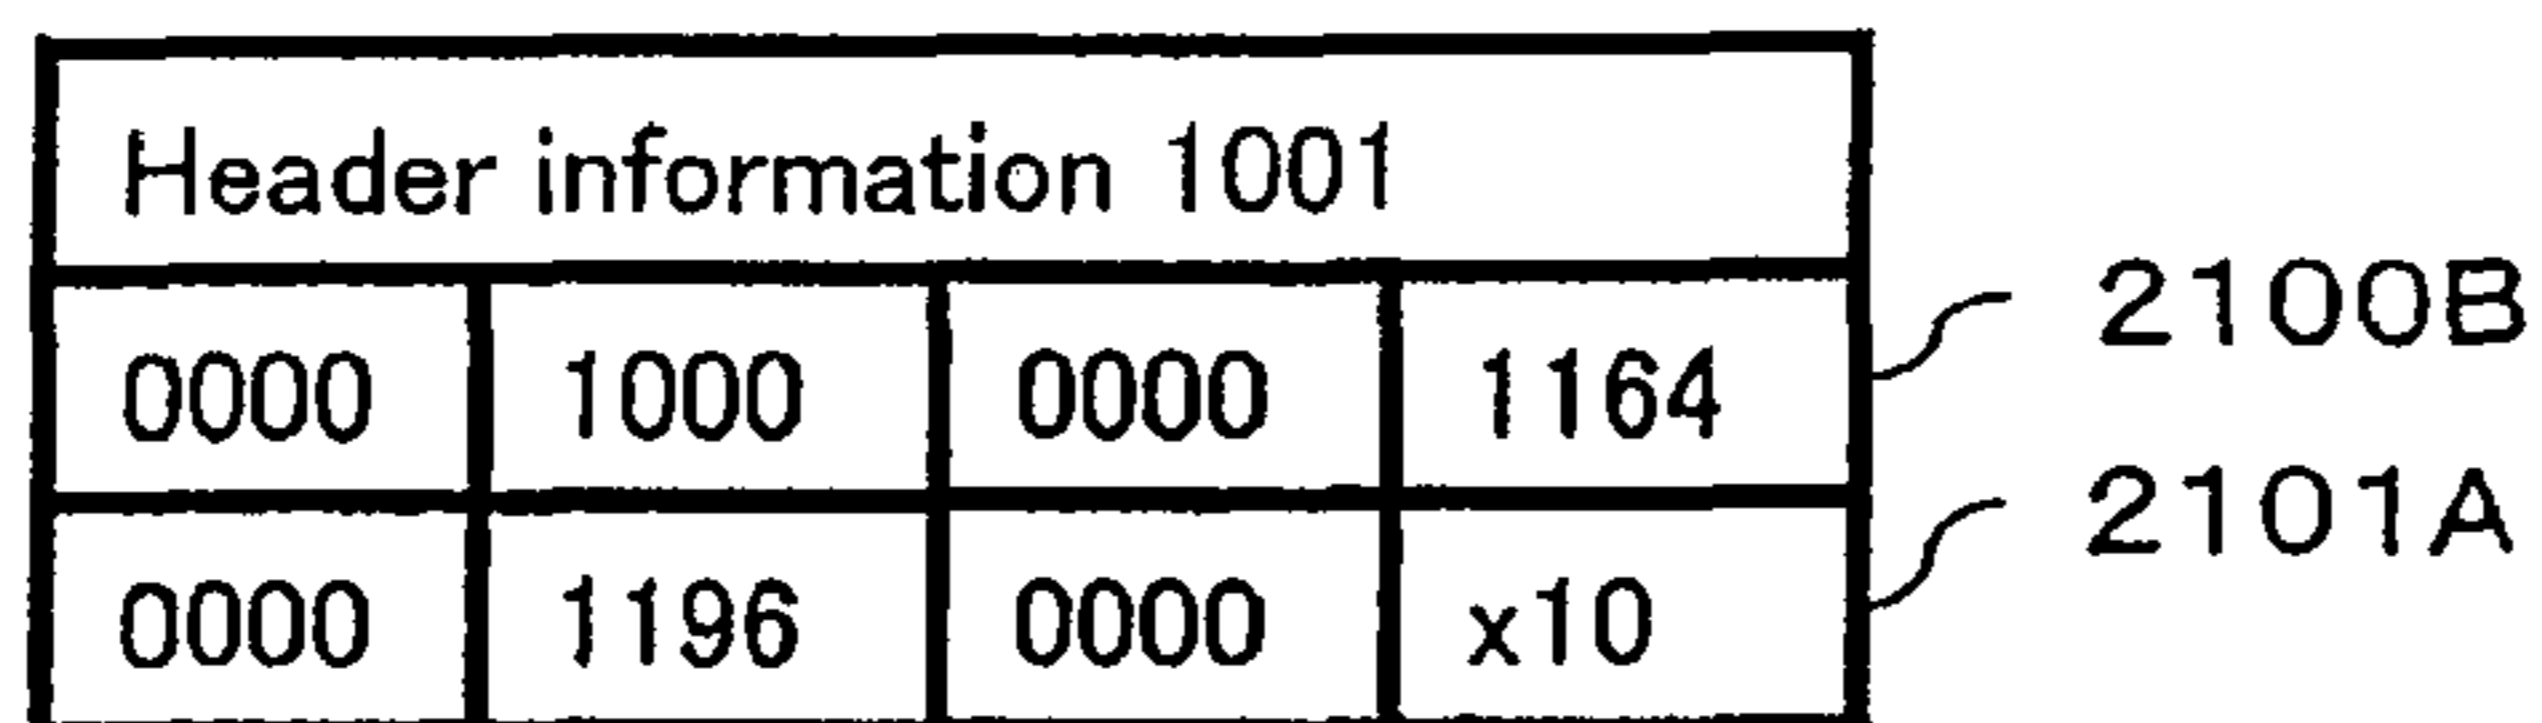 Header information 1001
0000 1000 0000 1164 2100B
0000 1196 0000 x10 2101A